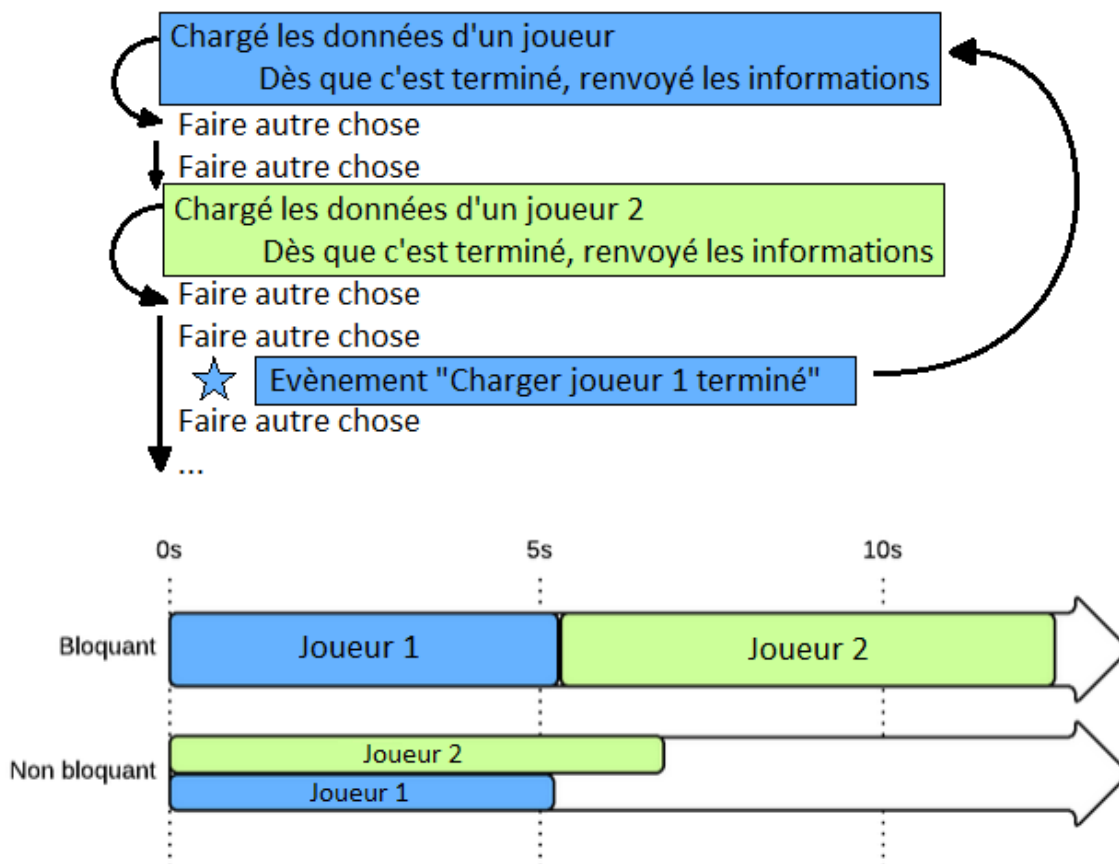 Chargé les données d'un joueur
Dès que c'est terminé, renvoyé les informations
Faire autre chose
Faire autre chose
Chargé les données d'un joueur 2
Dès que c'est terminé, renvoyé les informations
Faire autre chose
Faire autre chose
Evènement "Charger joueur 1 terminé"
Faire autre chose
...
0s 5s 10s
Bloquant Joueur 1 Joueur 2
Joueur 2
Non bloquant
Joueur 1